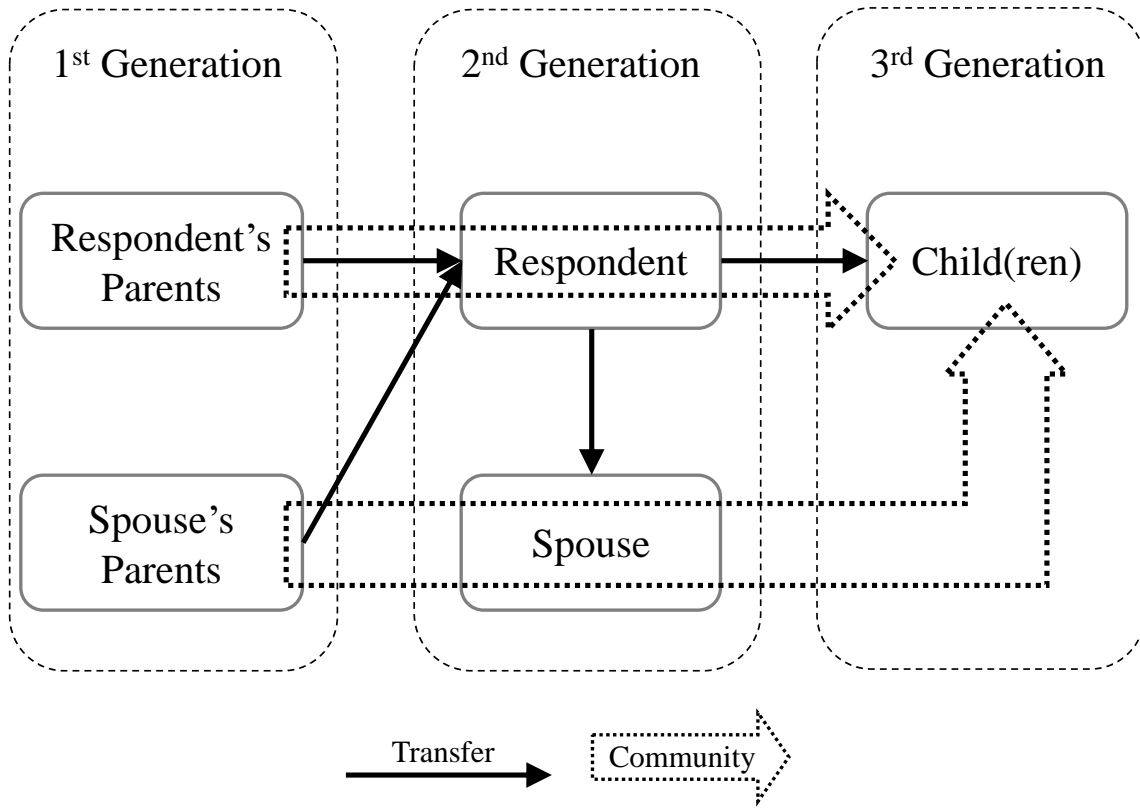 1st Generation
2nd Generation
3rd Generation
Respondent’s
Parents
Respondent
Child(ren)
Spouse’s
Parents
Spouse
Transfer
Community